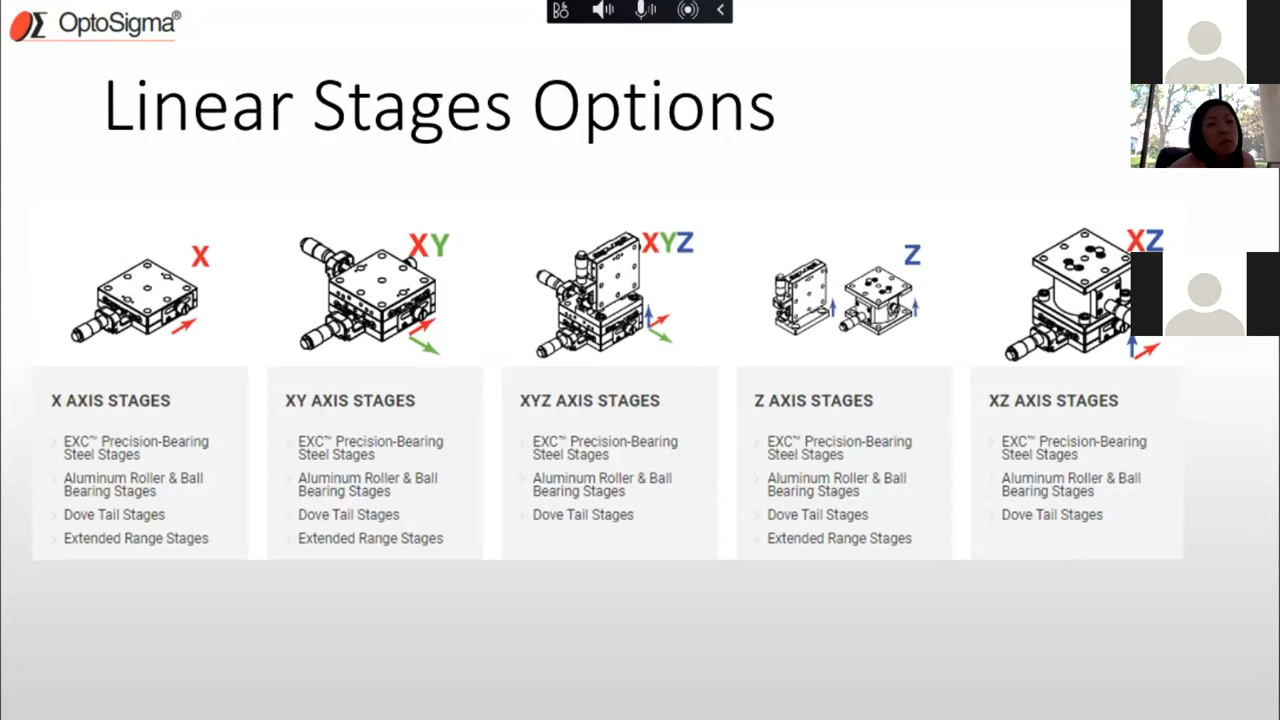 OptoSigma®
Linear Stages Options
X
XY
XYZ
Z
XZ
X AXIS STAGES
EXC™ Precision-Bearing
Steel Stages
Aluminum Roller & Ball
Bearing Stages
Dove Tail Stages
Extended Range Stages
XY AXIS STAGES
EXC™ Precision-Bearing
Steel Stages
Aluminum Roller & Ball
Bearing Stages
Dove Tail Stages
Extended Range Stages
XYZ AXIS STAGES
EXC™ Precision-Bearing
Steel Stages
Aluminum Roller & Ball
Bearing Stages
Dove Tail Stages
Z AXIS STAGES
EXC™ Precision-Bearing
Steel Stages
Aluminum Roller & Ball
Bearing Stages
Dove Tail Stages
Extended Range Stages
XZ AXIS STAGES
EXC™ Precision-Bearing
Steel Stages
Aluminum Roller & Ball
Bearing Stages
Dove Tail Stages